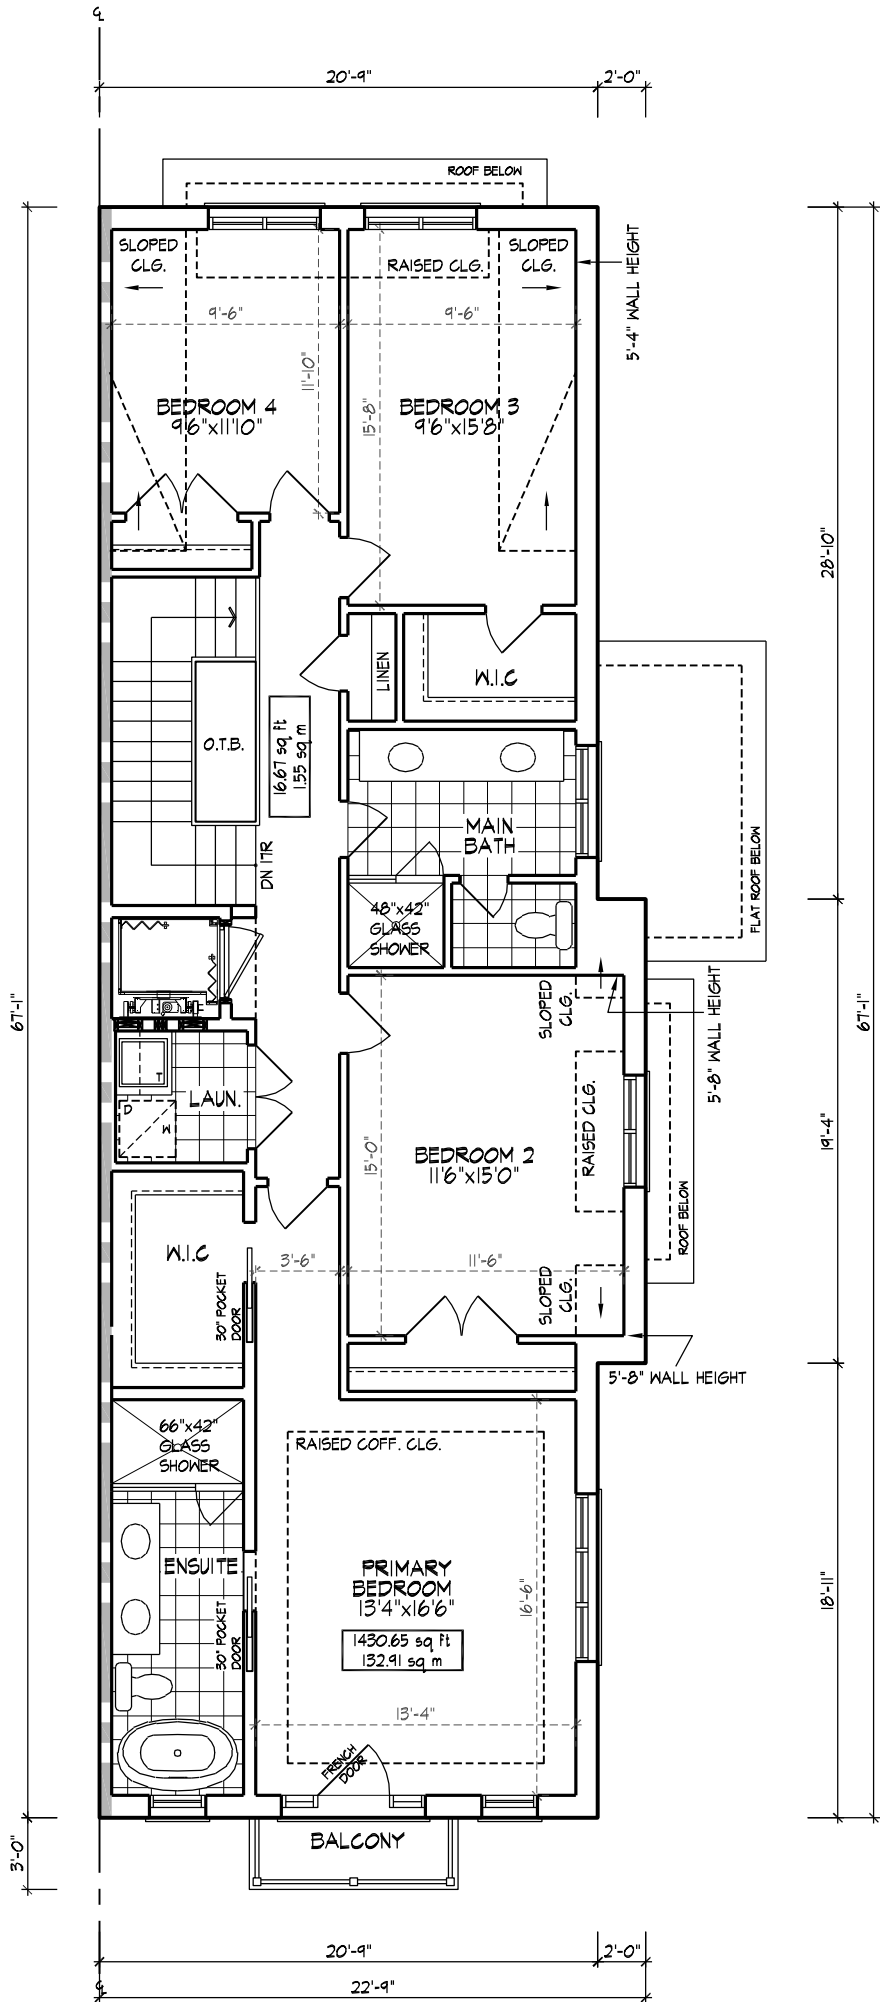 ℄
20'-9"
2'-0"
ROOF BELOW
SLOPED
CLG.
RAISED CLG.
SLOPED
CLG.
5'-4" WALL HEIGHT
9'-6"
9'-6"
11'-10"
15'-8"
BEDROOM 4
9'6"x11'10"
BEDROOM 3
9'6"x15'8"
28'-10"
LINEN
W.I.C
O.T.B.
16.67 sq ft
1.55 sq m
DN 17R
MAIN
BATH
FLAT ROOF BELOW
48"x42"
GLASS
SHOWER
67'-1"
67'-1"
SLOPED
CLG.
5'-8" WALL HEIGHT
T
D
W
LAUN.
RAISED CLG.
BEDROOM 2
11'6"x15'0"
15'-0"
19'-4"
ROOF BELOW
W.I.C
3'-6"
11'-6"
30" POCKET
DOOR
SLOPED
CLG.
5'-8" WALL HEIGHT
66"x42"
GLASS
SHOWER
RAISED COFF. CLG.
ENSUITE
PRIMARY
BEDROOM
13'4"x16'6"
16'-6"
18'-11"
30" POCKET
DOOR
1430.65 sq ft
132.91 sq m
13'-4"
FRENCH
DOOR
BALCONY
3'-0"
20'-9"
2'-0"
℄
22'-9"